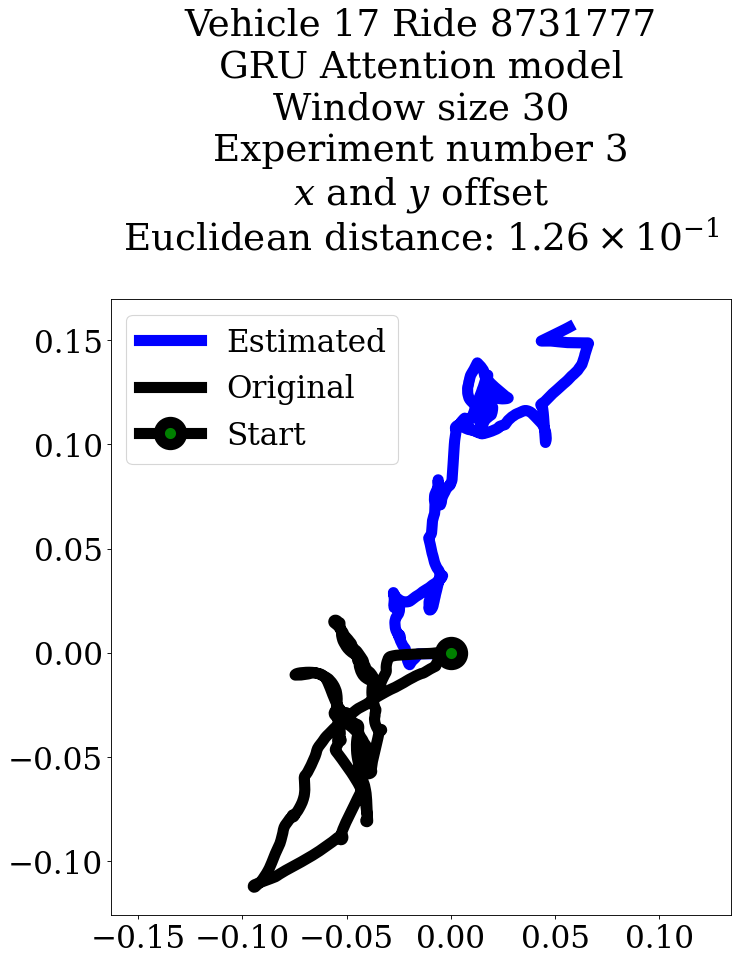 Vehicle 17 Ride 8731777
GRU Attention model
Window size 30
Experiment number 3
x and y offset
Euclidean distance: 1.26 × 10⁻¹
Estimated
Original
Start
0.15
0.10
0.05
0.00
−0.05
−0.10
−0.15 −0.10 −0.05 0.00 0.05 0.10